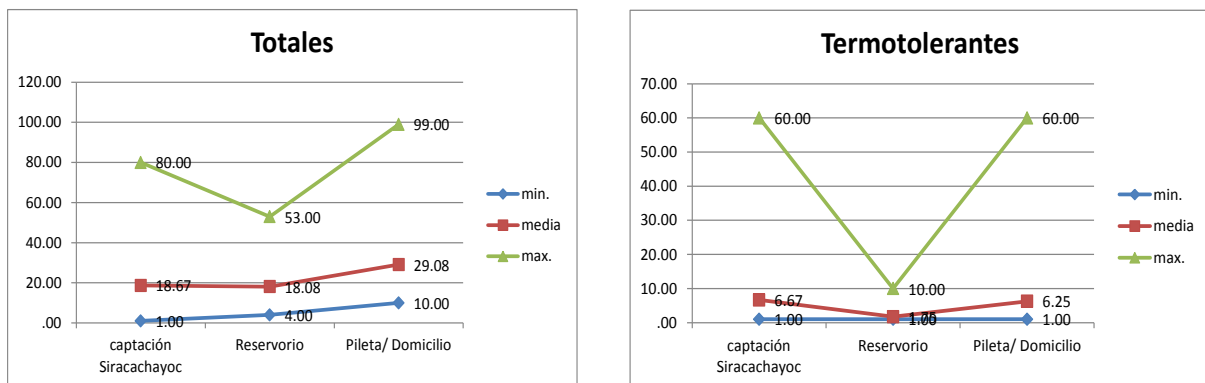 Totales
120.00
100.00
80.00
60.00
40.00
20.00
.00
80.00
53.00
99.00
18.67
18.08
29.08
1.00
4.00
10.00
captación
Siracachayoc
Reservorio
Pileta/ Domicilio
min.
media
max.
Termotolerantes
70.00
60.00
50.00
40.00
30.00
20.00
10.00
.00
60.00
10.00
60.00
6.67
6.25
1.00
1.00
1.00
captación
Siracachayoc
Reservorio
Pileta/ Domicilio
min.
media
max.